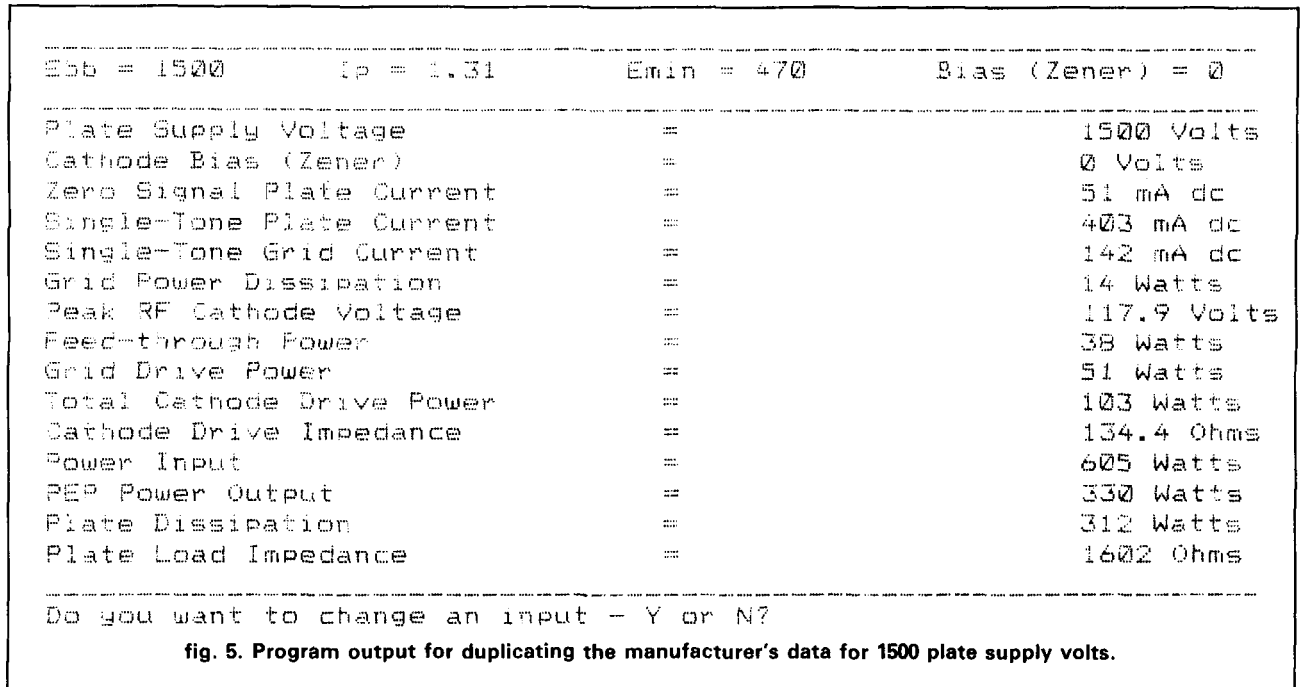 Ebb = 1500 Ip = 1.31 Emin = 470 Bias (Zener) = 0
Plate Supply Voltage = 1500 Volts
Cathode Bias (Zener) = 0 Volts
Zero Signal Plate Current = 51 mA dc
Single-Tone Plate Current = 403 mA dc
Single-Tone Grid Current = 142 mA dc
Grid Power Dissipation = 14 Watts
Peak RF Cathode Voltage = 117.9 Volts
Feed-through Power = 38 Watts
Grid Drive Power = 51 Watts
Total Cathode Drive Power = 103 Watts
Cathode Drive Impedance = 134.4 Ohms
Power Input = 605 Watts
PEP Power Output = 330 Watts
Plate Dissipation = 312 Watts
Plate Load Impedance = 1602 Ohms
Do you want to change an input - Y or N?
fig. 5. Program output for duplicating the manufacturer's data for 1500 plate supply volts.